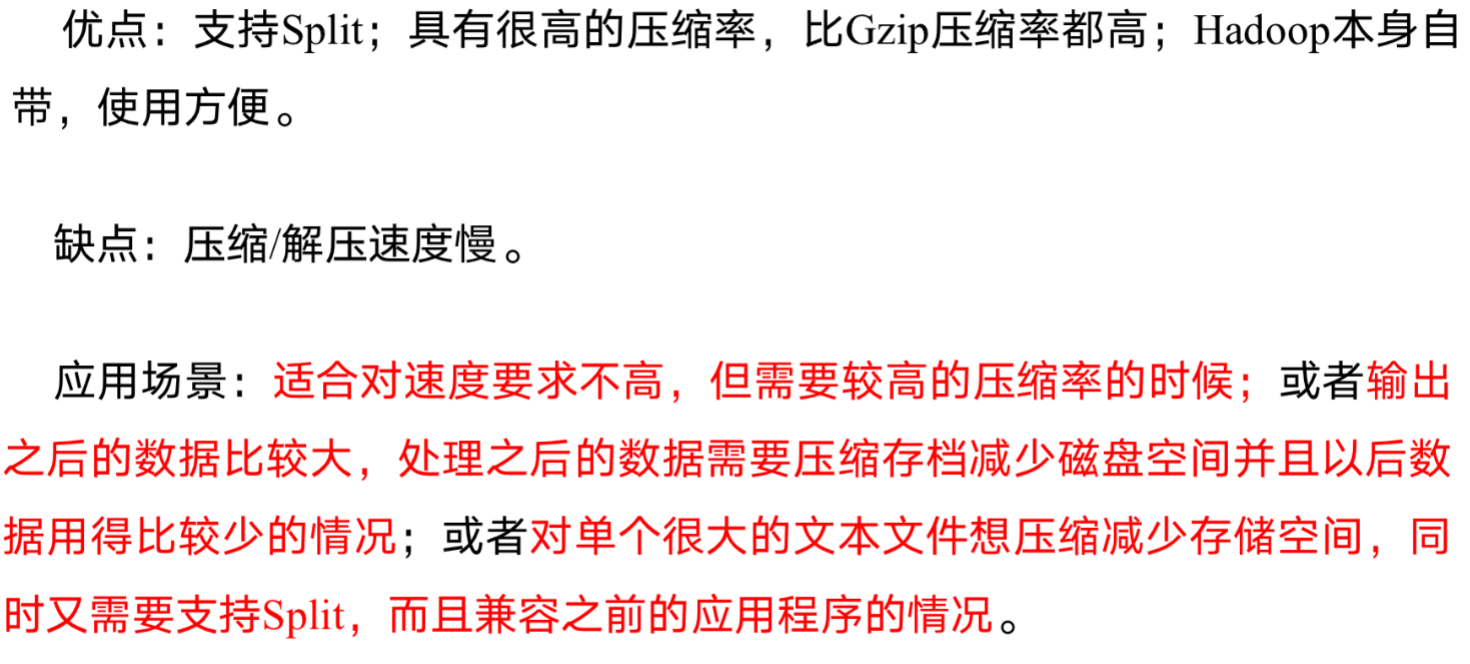 优点：支持Split；具有很高的压缩率，比Gzip压缩率都高；Hadoop本身自
带，使用方便。
缺点：压缩/解压速度慢。
应用场景：适合对速度要求不高，但需要较高的压缩率的时候；或者输出
之后的数据比较大，处理之后的数据需要压缩存档减少磁盘空间并且以后数
据用得比较少的情况；或者对单个很大的文本文件想压缩减少存储空间，同
时又需要支持Split，而且兼容之前的应用程序的情况。